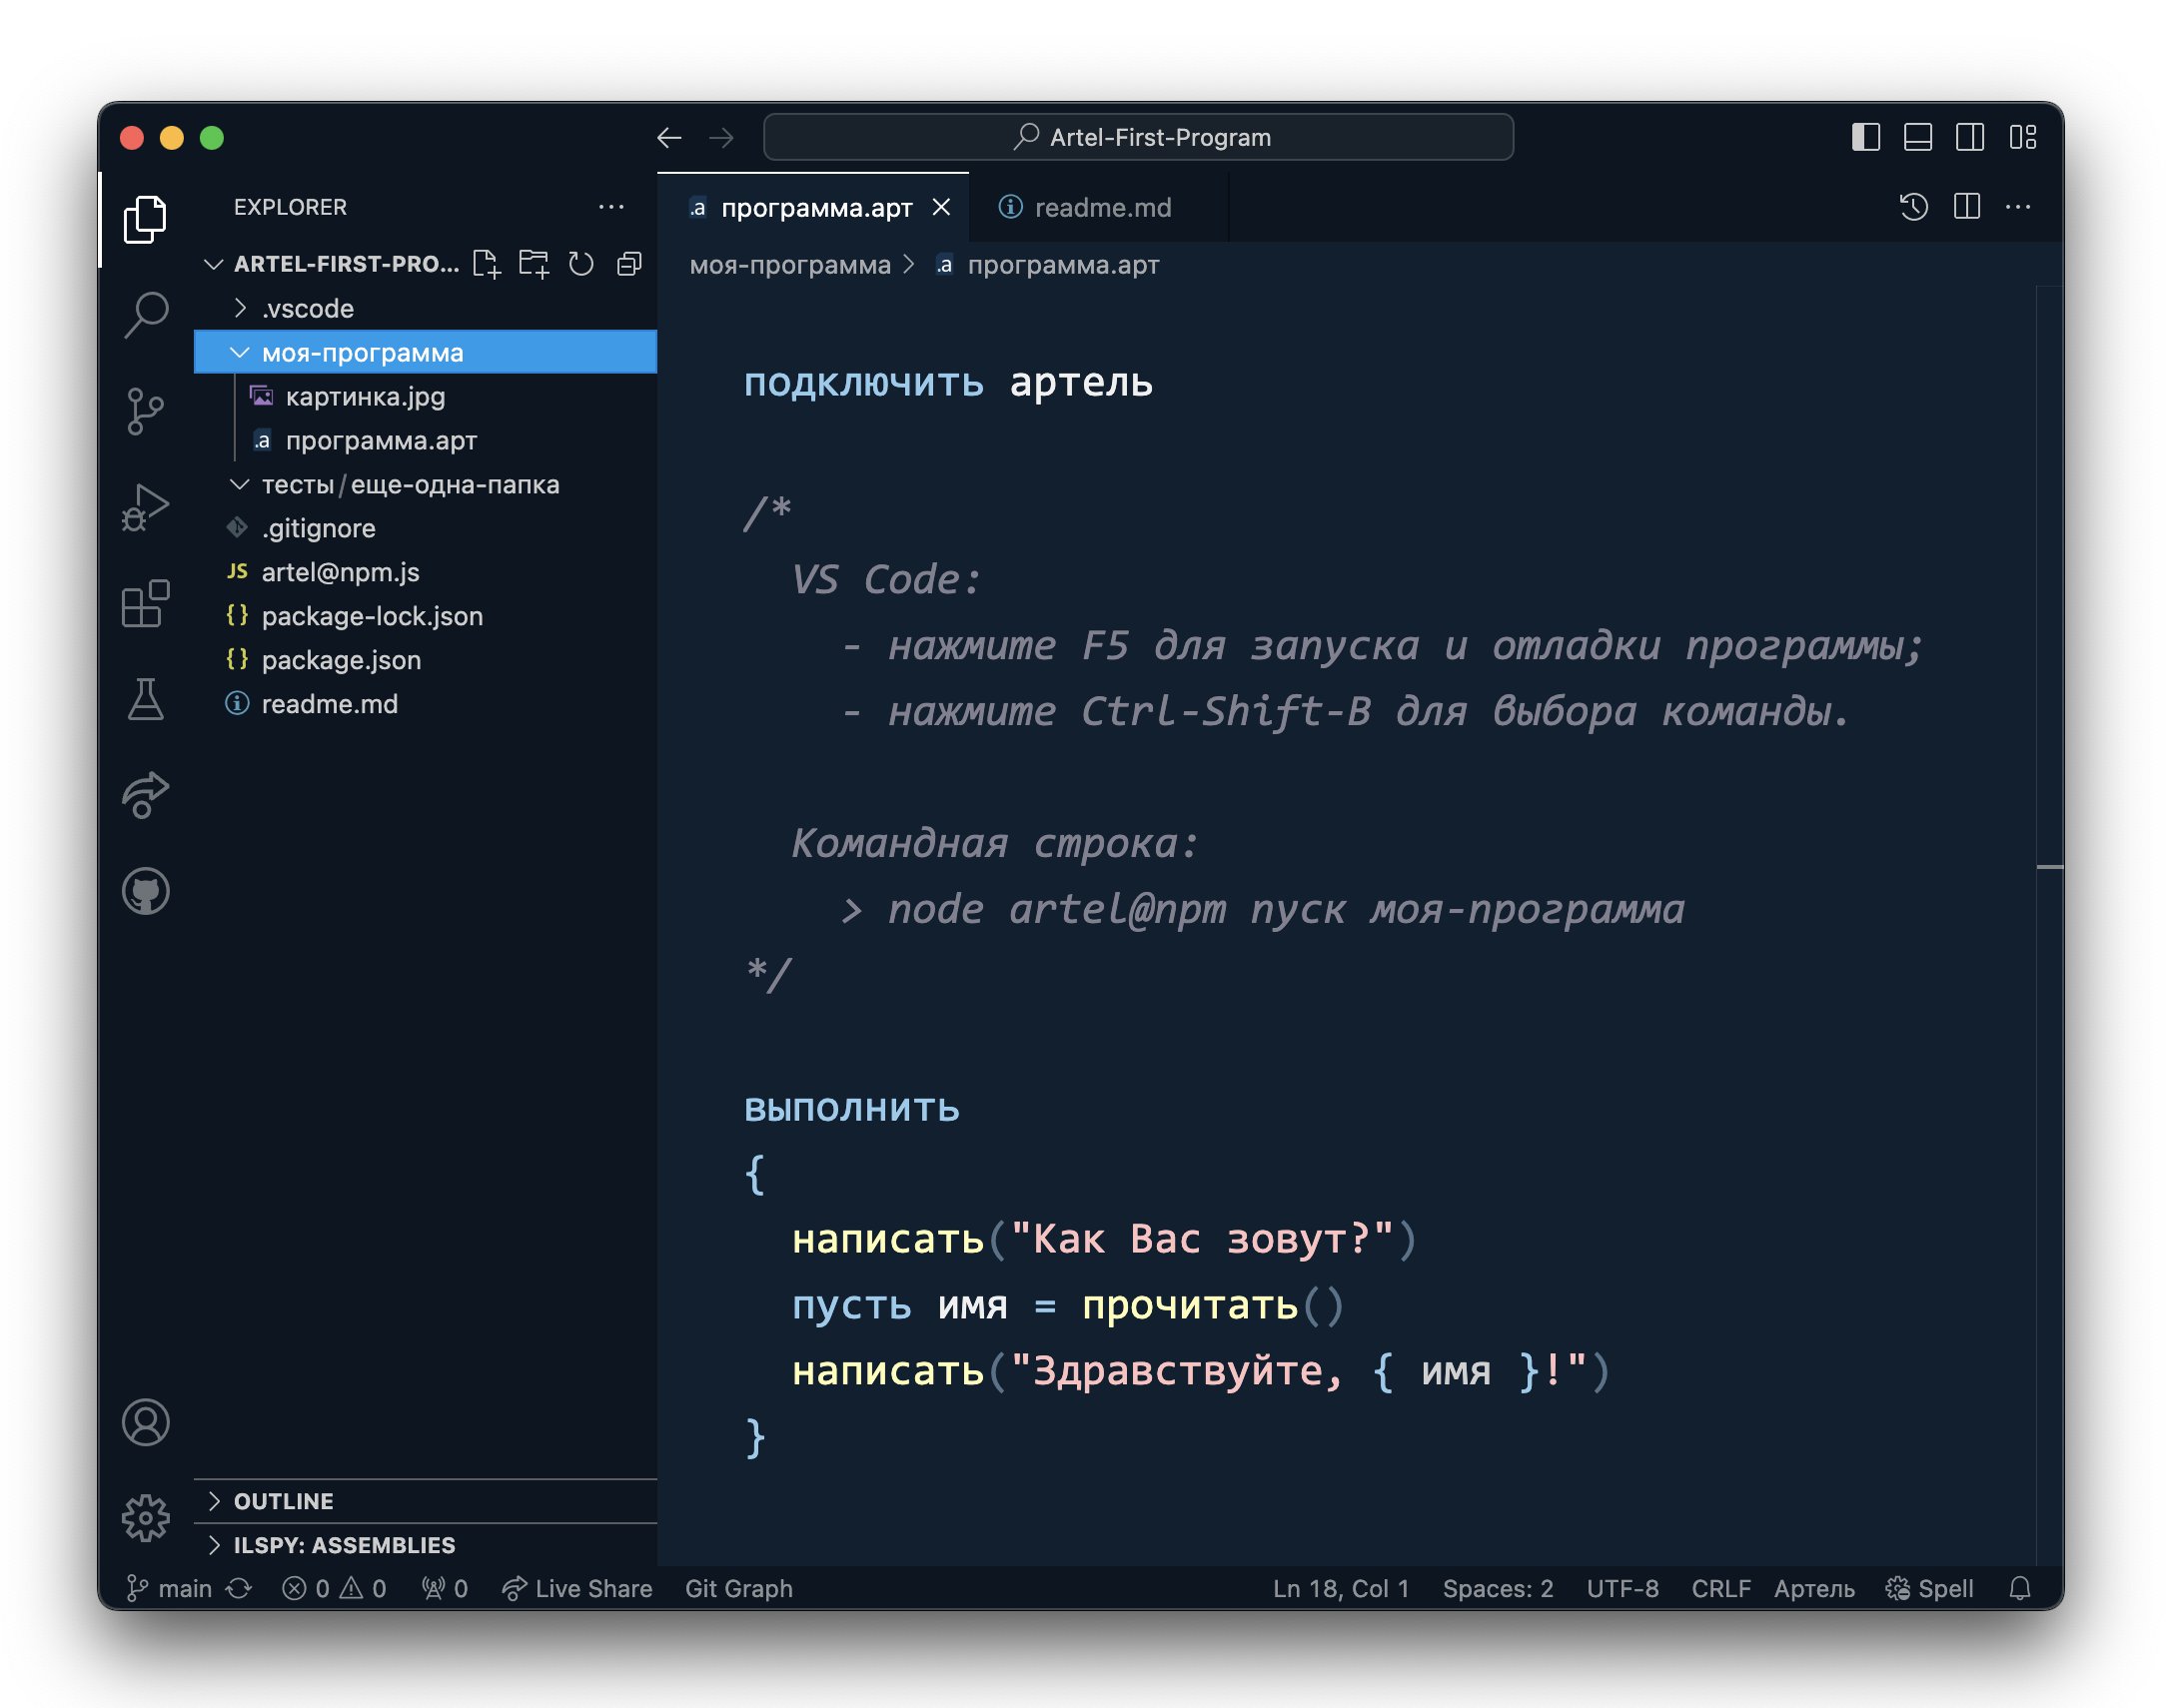 Artel-First-Program
EXPLORER
ARTEL-FIRST-PRO...
.vscode
моя-программа
картинка.jpg
.a программа.арт
тесты/еще-одна-папка
.gitignore
JS artel@npm.js
{} package-lock.json
{} package.json
readme.md
OUTLINE
ILSPY: ASSEMBLIES
.a программа.арт
readme.md
моя-программа > .a программа.арт
подключить артель
/*
VS Code:
- нажмите F5 для запуска и отладки программы;
- нажмите Ctrl-Shift-B для выбора команды.
Командная строка:
> node artel@npm пуск моя-программа
*/
выполнить
{
написать("Как Вас зовут?")
пусть имя = прочитать()
написать("Здравствуйте, { имя }!")
}
main 0 0 0 Live Share Git Graph Ln 18, Col 1 Spaces: 2 UTF-8 CRLF Артель Spell